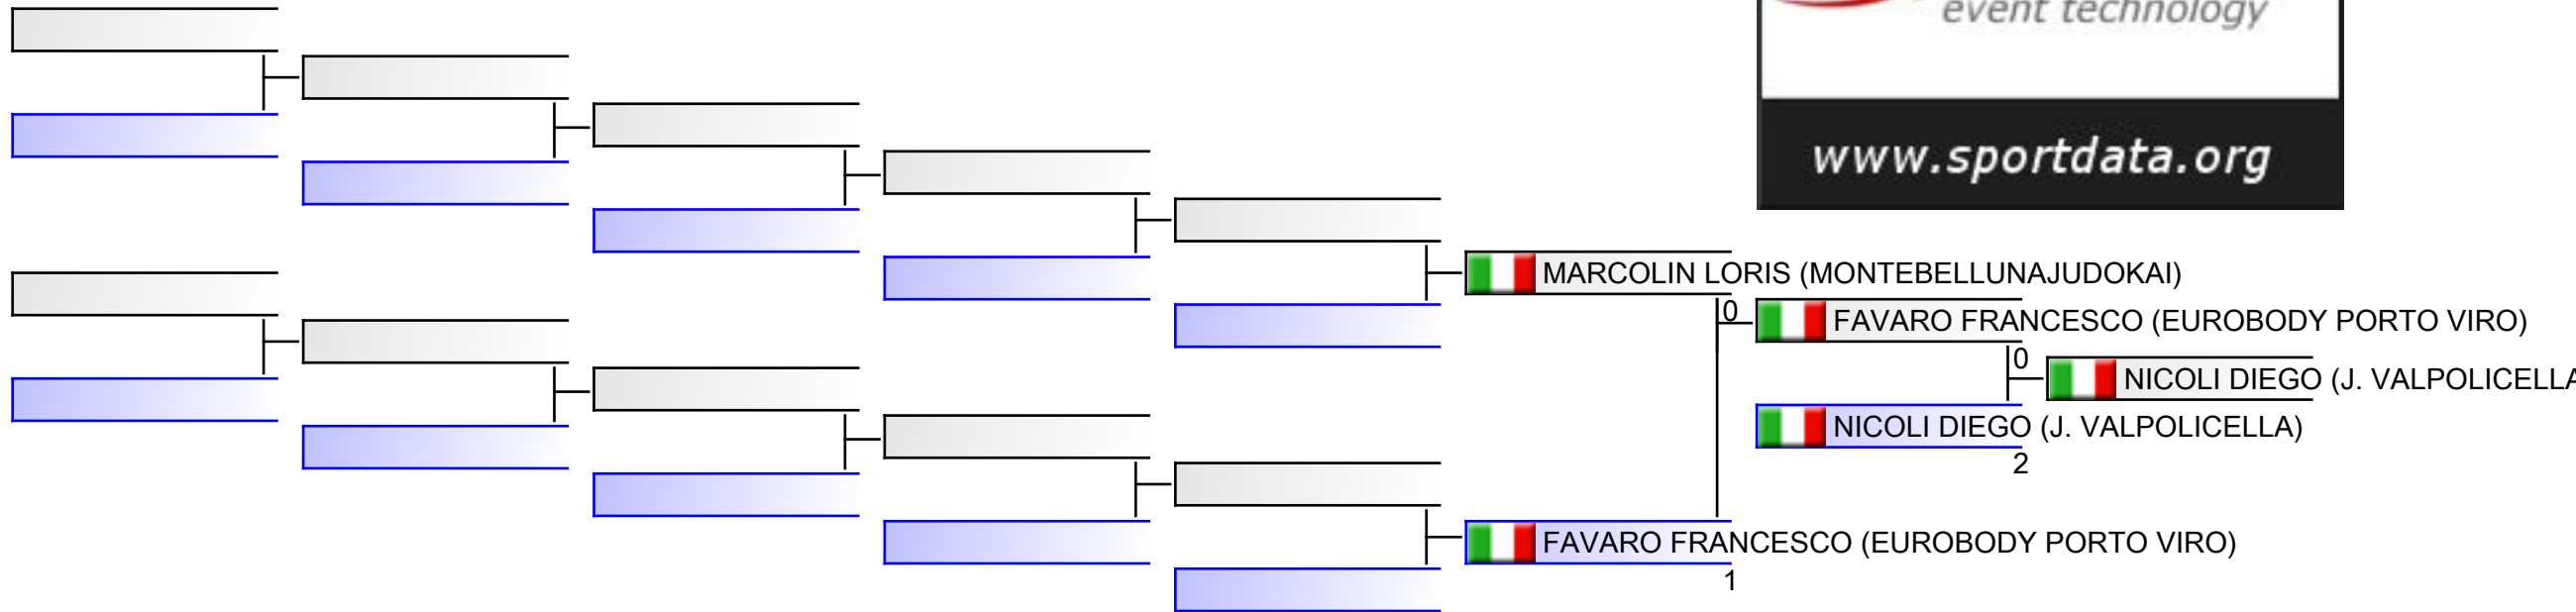 event technology
www.sportdata.org
MARCOLIN LORIS (MONTEBELLUNAJUDOKAI)
0
FAVARO FRANCESCO (EUROBODY PORTO VIRO)
0
NICOLI DIEGO (J. VALPOLICELLA
NICOLI DIEGO (J. VALPOLICELLA)
2
FAVARO FRANCESCO (EUROBODY PORTO VIRO)
1